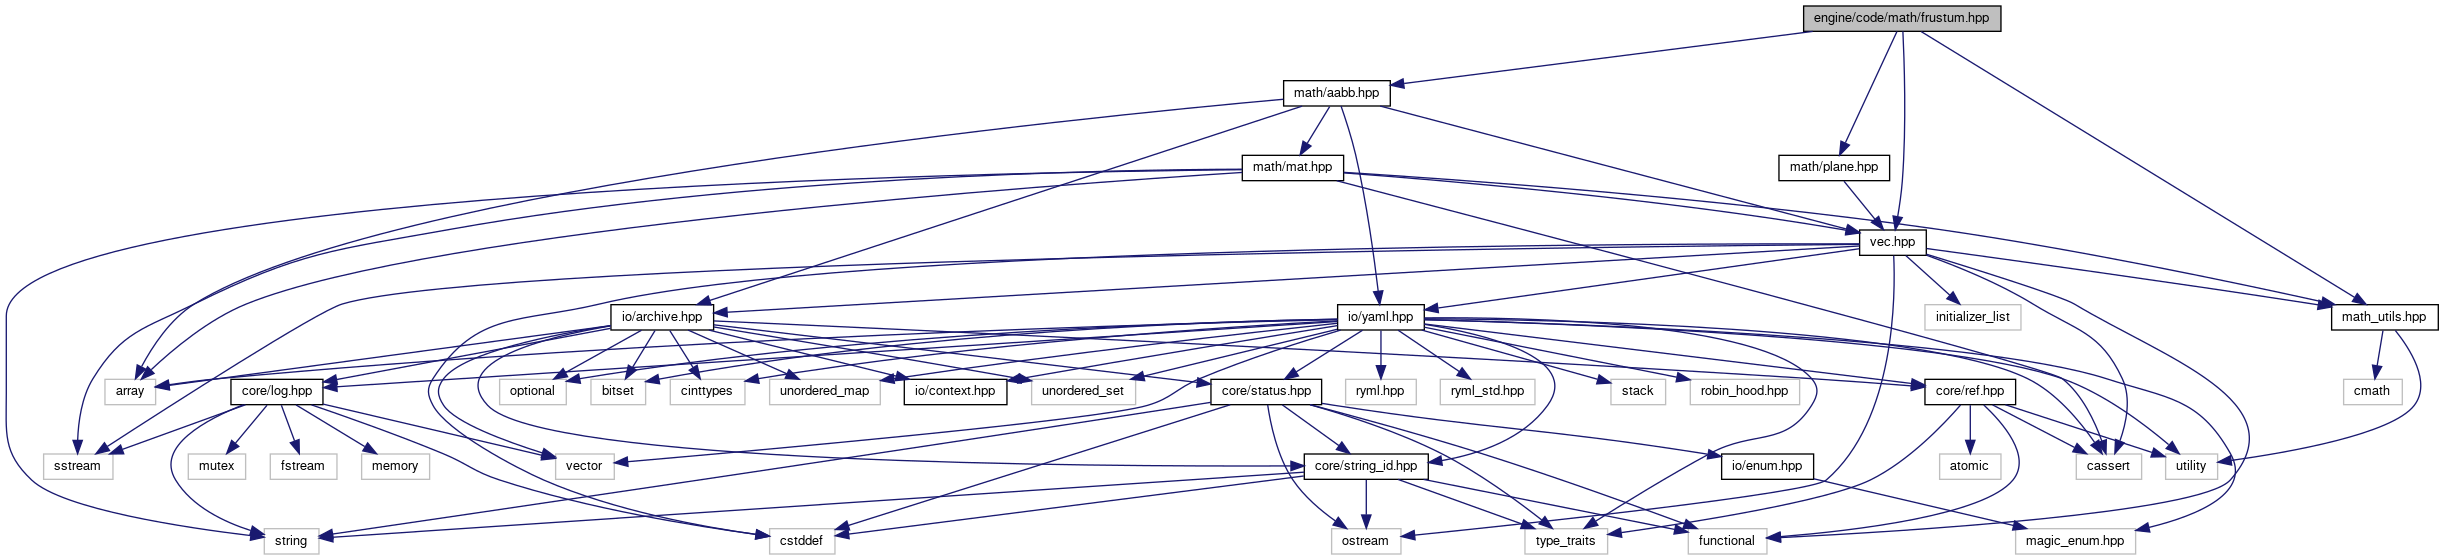 engine/code/math/frustum.hpp
math/aabb.hpp
math/mat.hpp
math/plane.hpp
vec.hpp
io/archive.hpp
io/yaml.hpp
initializer_list
math_utils.hpp
array
core/log.hpp
optional
bitset
cinttypes
unordered_map
io/context.hpp
unordered_set
core/status.hpp
ryml.hpp
ryml_std.hpp
stack
robin_hood.hpp
core/ref.hpp
cmath
sstream
mutex
fstream
memory
vector
core/string_id.hpp
io/enum.hpp
atomic
cassert
utility
string
cstddef
ostream
type_traits
functional
magic_enum.hpp